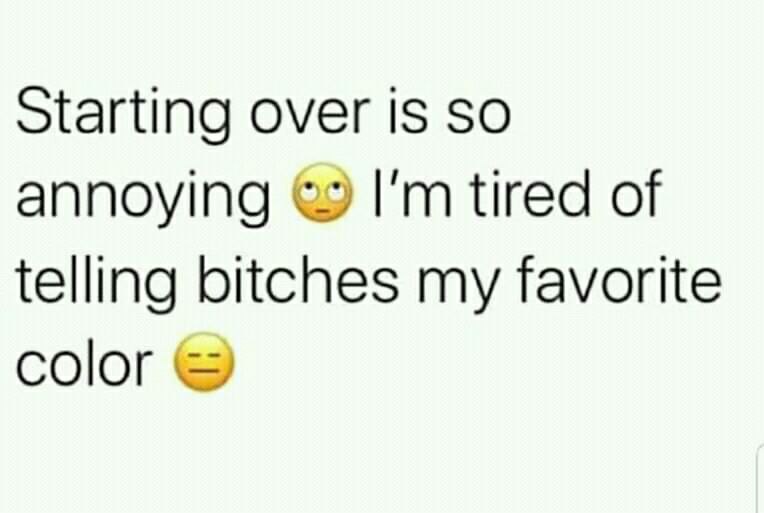 Starting over is so
annoying 🙄 I'm tired of
telling bitches my favorite
color 😑